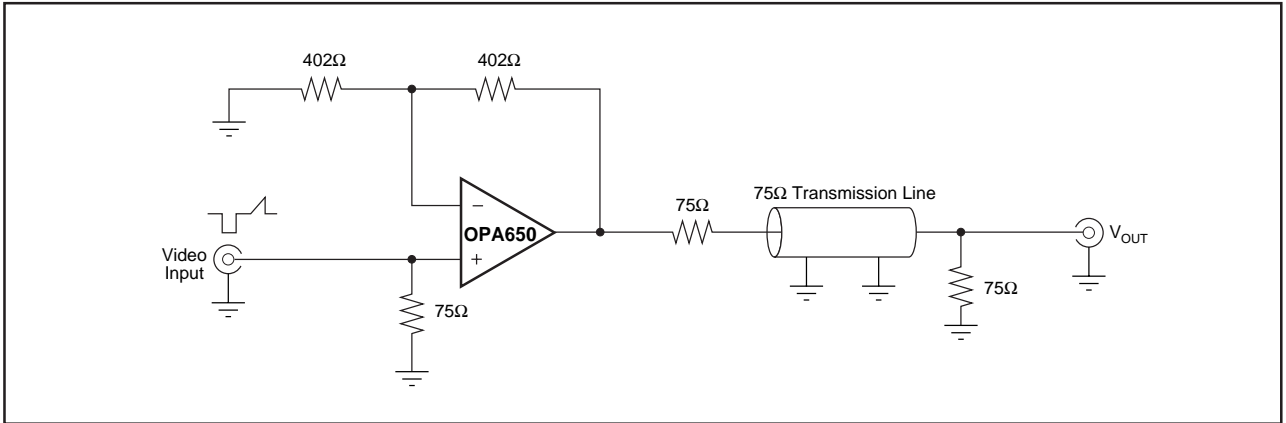 402Ω
402Ω
75Ω Transmission Line
75Ω
OPA650
−
+
Video
Input
V_OUT
75Ω
75Ω